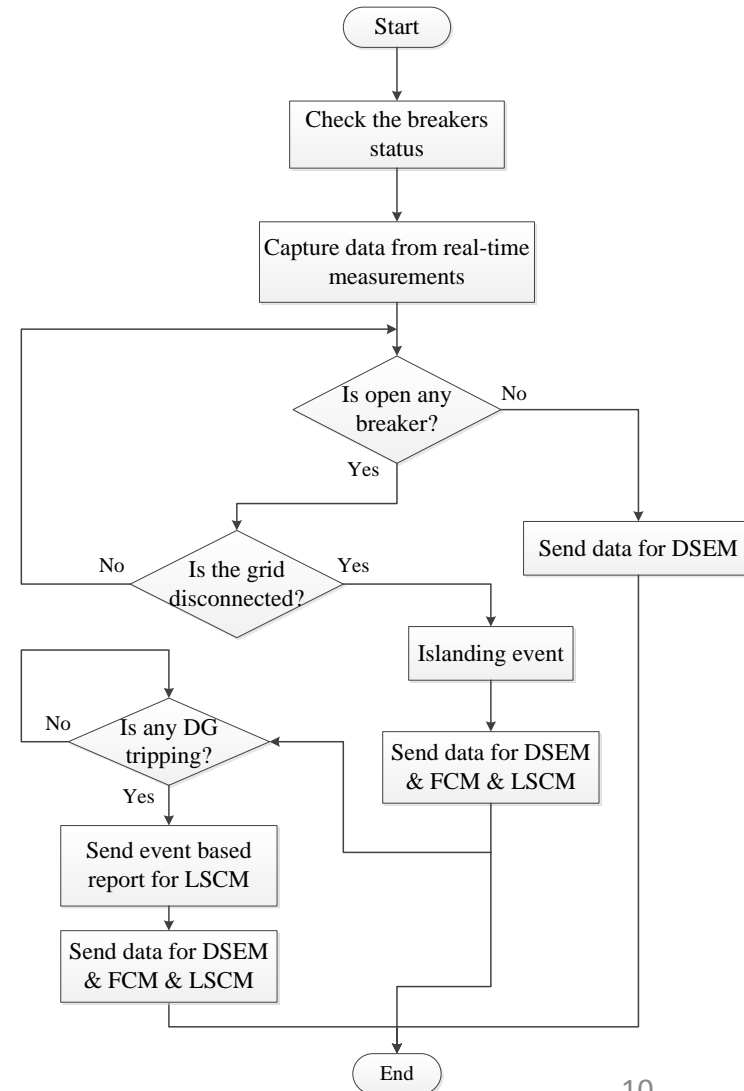 Start
Check the breakers
status
Capture data from real-time
measurements
Is open any
breaker?
No
Yes
Send data for DSEM
No
Is the grid
disconnected?
Yes
Islanding event
No
Is any DG
tripping?
Send data for DSEM
& FCM & LSCM
Yes
Send event based
report for LSCM
Send data for DSEM
& FCM & LSCM
End
10